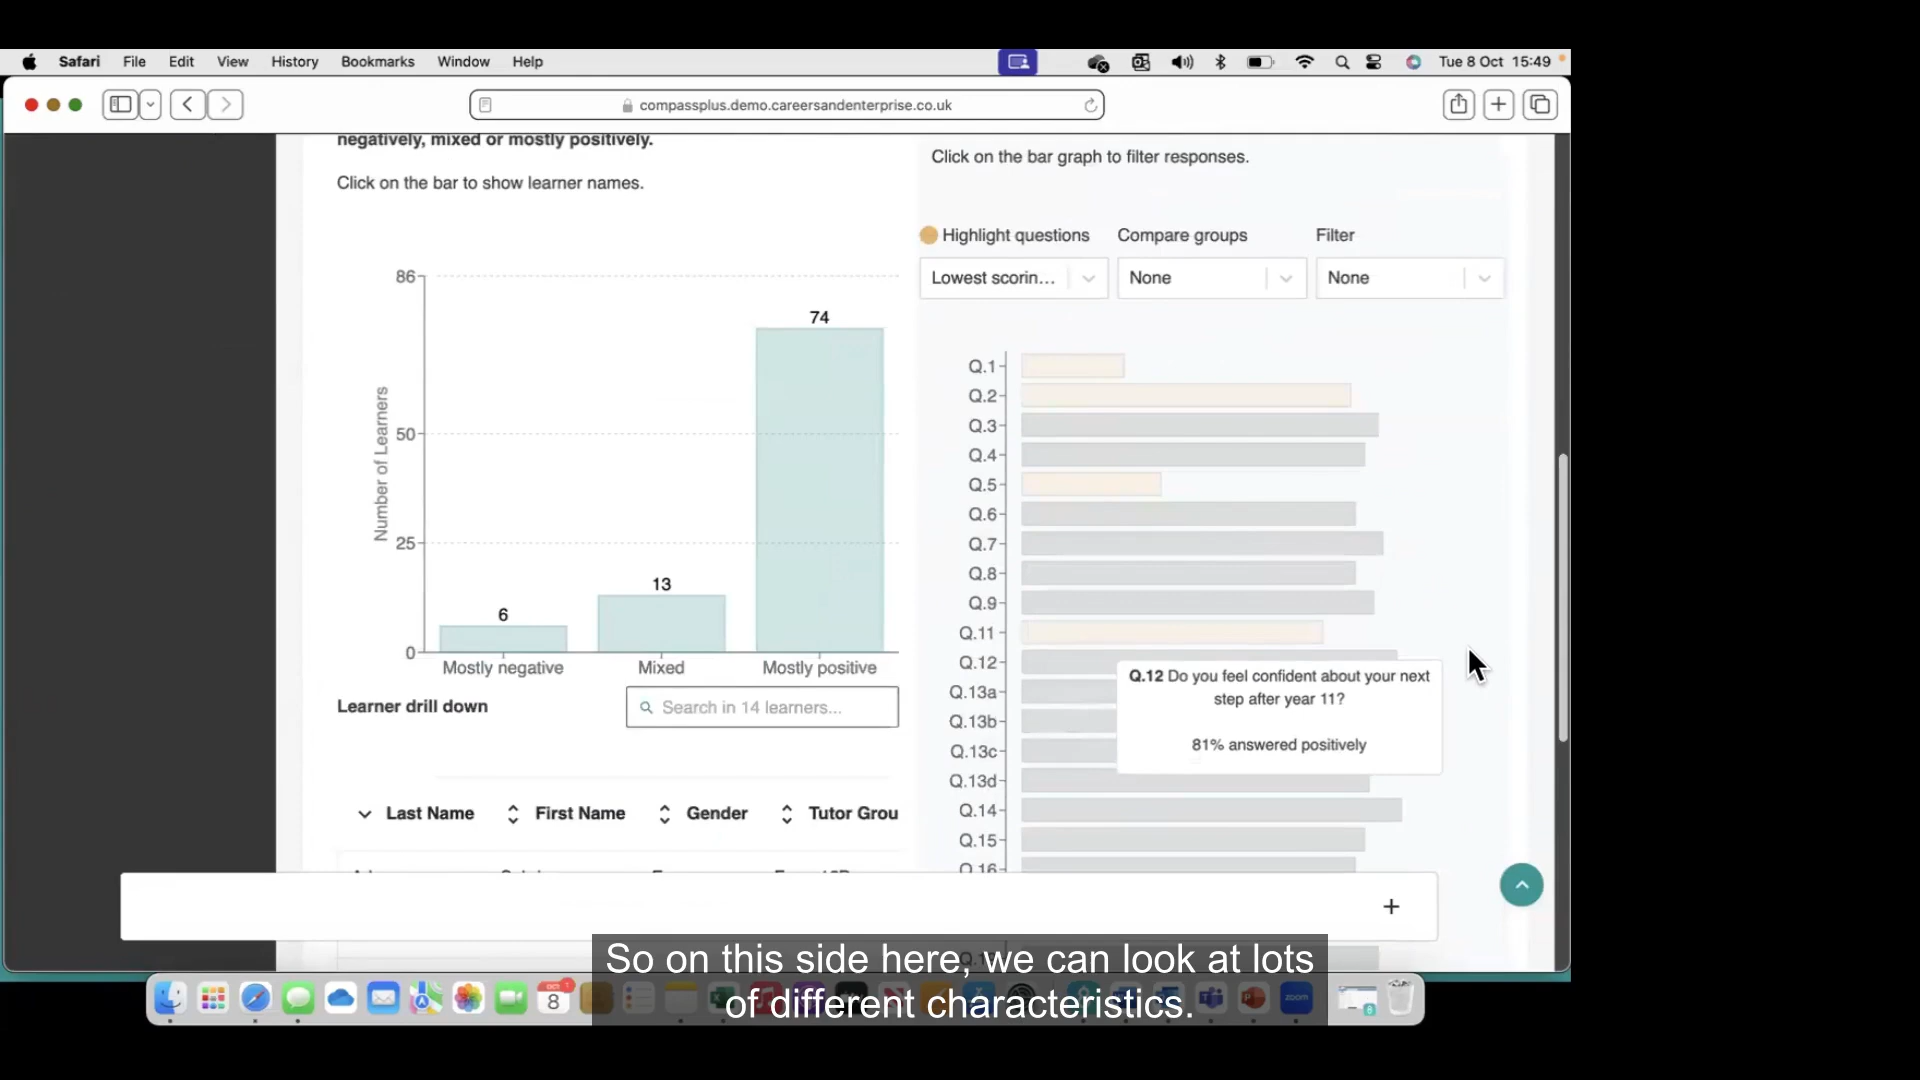 Safari File Edit View History Bookmarks Window Help Tue 8 Oct 15:49
compassplus.demo.careersandenterprise.co.uk
negatively, mixed or mostly positively.
Click on the bar to show learner names.
86
74
50
Number of Learners
25
13
6
0
Mostly negative Mixed Mostly positive
Learner drill down
Search in 14 learners...
Last Name First Name Gender Tutor Grou
Click on the bar graph to filter responses.
Highlight questions Compare groups Filter
Lowest scorin... None None
Q.1
Q.2
Q.3
Q.4
Q.5
Q.6
Q.7
Q.8
Q.9
Q.11
Q.12
Q.13a
Q.13b
Q.13c
Q.13d
Q.14
Q.15
Q.16
Q.12 Do you feel confident about your next
step after year 11?
81% answered positively
+
So on this side here, we can look at lots
of different characteristics.
OCT
8
zoom